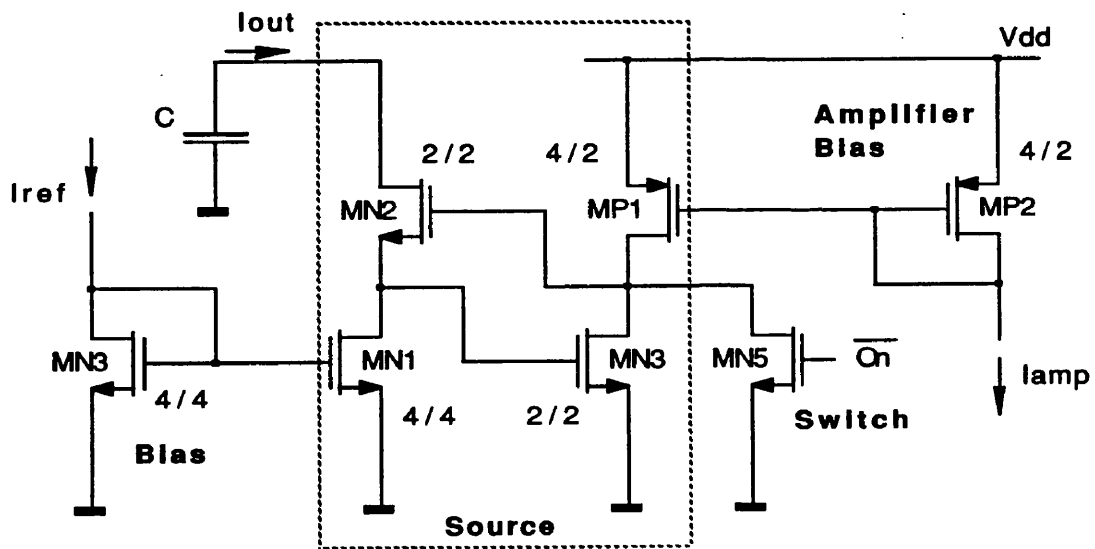 Iout
Vdd
C
Amplifier
Bias
2/2
4/2
4/2
Iref
MN2
MP1
MP2
MN3
MN1
MN3
MN5
On
Iamp
4/4
4/4
2/2
Switch
Bias
Source